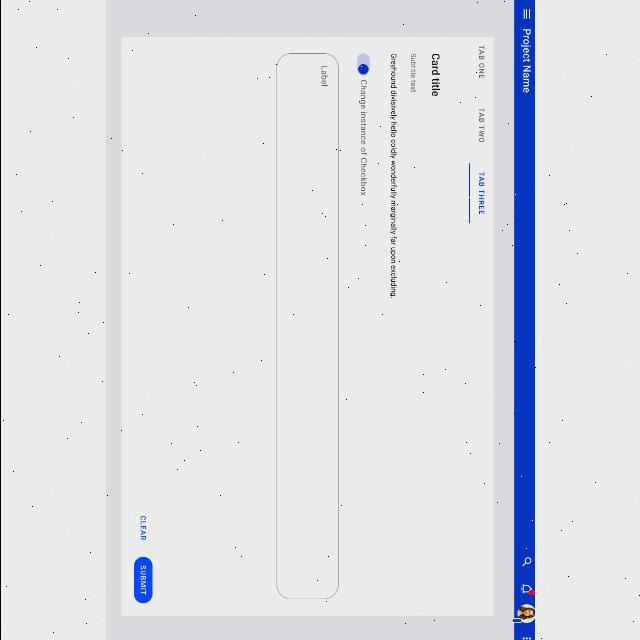 Project Name
TAB ONE
TAB TWO
TAB THREE
Card title
Subtitle text
Greyhound divisively hello coldly wonderfully marginally far upon excluding.
Change instance of Checkbox
Label
CLEAR
SUBMIT